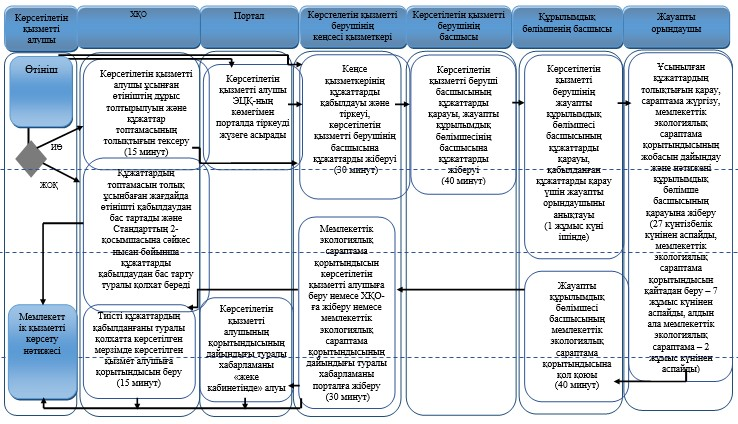 Көрсетілетін
қызметті
алушы
ХҚО
Портал
Көрстелетін қызметті
берушінің
кеңсесі қызметкері
Көрсетілетін қызметті
берушінің
басшысы
Құрылымдық
бөлімшенің басшысы
Жауапты
орындаушы
Өтініш
ИӘ
ЖОҚ
Мемлекетт
ік қызметті
көрсету
нәтижесі
Көрсетілетін қызметті
алушы ұсынған
өтініштің дұрыс
толтырылуын және
құжаттар
топтамасының
толықтығын тексеру
(15 минут)
Құжаттардың
топтамасын толық
ұсынбаған жағдайда
өтінішті қабылдаудан
бас тартады және
Стандарттың 2-
қосымшасына сәйкес
нысан бойынша
құжаттарды
қабылдаудан бас тарту
туралы қолхат береді
Тиісті құжаттардың
қабылданғаны туралы
қолхатта көрсетілген
мерзімде көрсетілген
қызмет алушыға
қорытындысын беру
(15 минут)
Көрсетілетін
қызметті алушы
ЭЦҚ-ның
көмегімен
порталда тіркеуді
жүзеге асырады
Көрсетілетін
қызметті
алушының
қорытындысының
дайындығы туралы
хабарламаны
«жеке
кабинетінде» алуы
Кеңсе
қызметкерінің
құжаттарды
қабылдауы және
тіркеуі,
көрсетілетін
қызметті берушінің
басшысына
құжаттарды жіберуі
(30 минут)
Мемлекеттік
экологиялық
сараптама
қорытындысын
көрсетілетін
қызметті алушыға
беру немесе ХҚО-
ға жіберу немесе
мемлекеттік
экологиялық
сараптама
қорытындысының
дайындығы туралы
хабарламаны
порталға жіберу
(30 минут)
Көрсетілетін
қызметті беруші
басшысының
құжаттарды
қарауы, жауапты
құрылымдық
бөлімшесінің
басшысына
құжаттарды
жіберуі
(40 минут)
Көрсетілетін
қызметті
берушінің
жауапты
құрылымдық
бөлімшесі
басшысының
құжаттарды
қарауы,
қабылданған
құжаттарды қарау
үшін жауапты
орындаушыны
анықтауы
(1 жұмыс күні
ішінде)
Жауапты
құрылымдық
бөлімшесі
басшысының
мемлекеттік
экологиялық
сараптама
қорытындысына
қол қоюы
(40 минут)
Ұсынылған
құжаттардың
толықтығын қарау,
сараптама жүргізу,
мемлекеттік
экологиялық
сараптама
қорытындысының
жобасын дайындау
және нәтижені
құрылымдық
бөлімше
басшысының
қарауына жіберу
(27 күнтізбелік
күнінен аспайды,
мемлекеттік
экологиялық
сараптама
қорытындысын
қайтадан беру – 7
жұмыс күнінен
аспайды, алдын
ала мемлекеттік
экологиялық
сараптама – 2
жұмыс күнінен
аспайды)